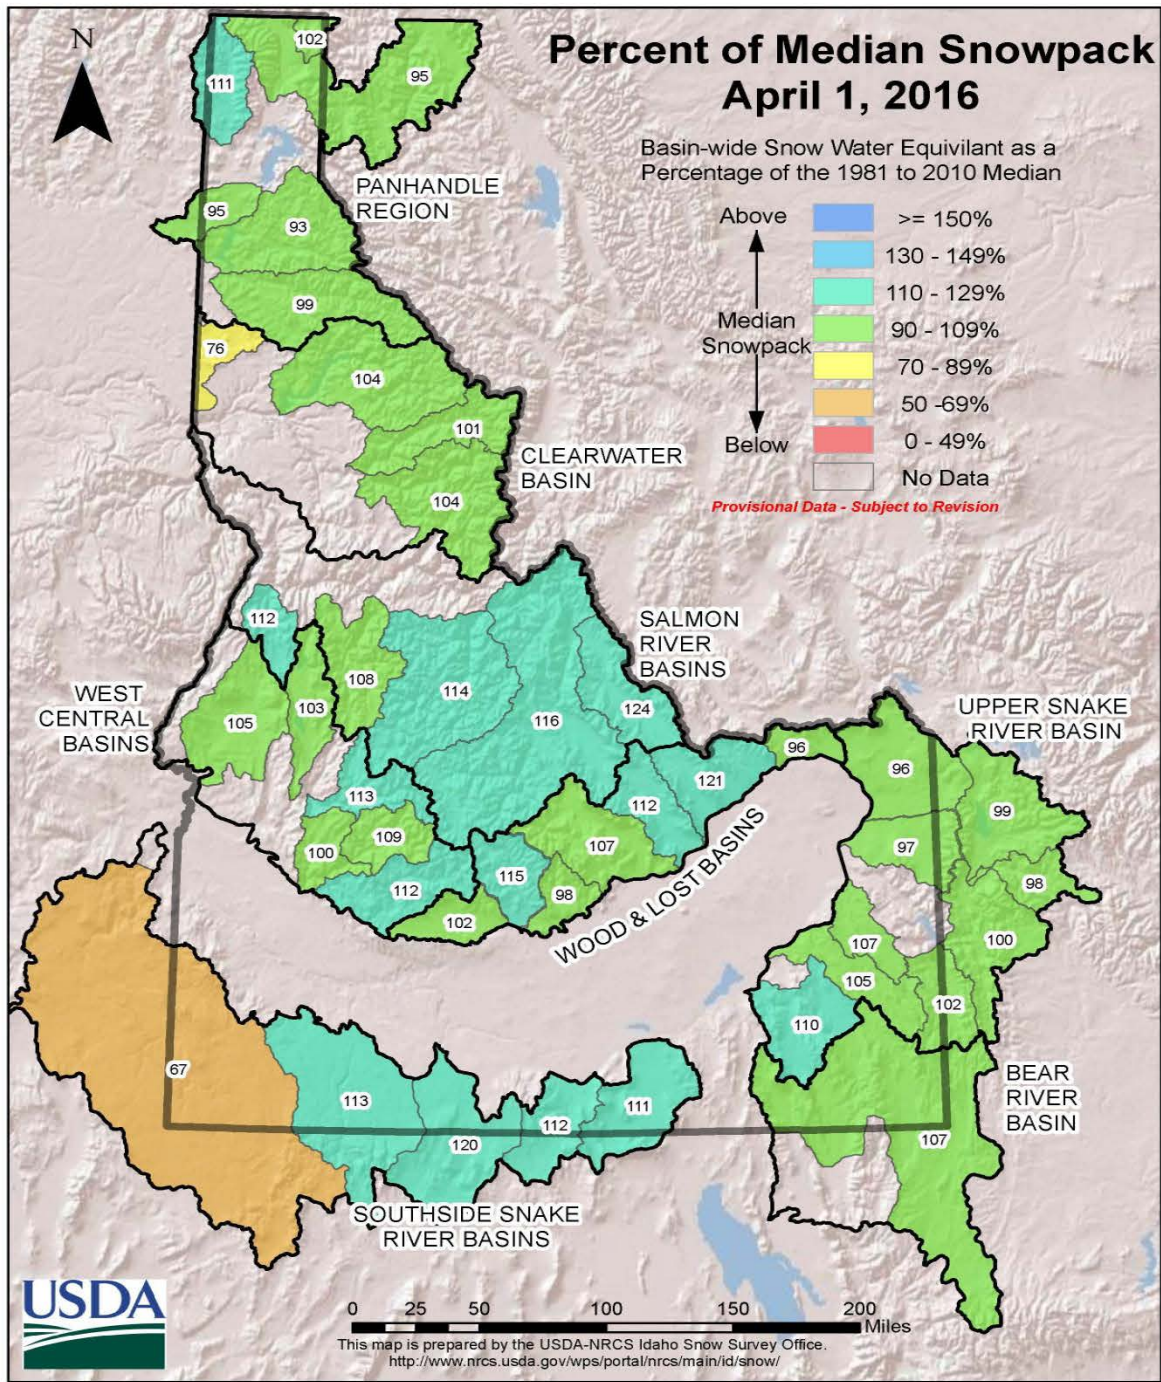 N
Percent of Median Snowpack
April 1, 2016
Basin-wide Snow Water Equivilant as a
Percentage of the 1981 to 2010 Median
Above
Median
Snowpack
Below
>= 150%
130 - 149%
110 - 129%
90 - 109%
70 - 89%
50 -69%
0 - 49%
No Data
Provisional Data - Subject to Revision
102
111
95
PANHANDLE
REGION
95
93
99
76
104
101
CLEARWATER
BASIN
104
112
SALMON
RIVER
BASINS
108
114
WEST
CENTRAL
BASINS
105
103
116
124
UPPER SNAKE
RIVER BASIN
96
96
121
113
112
99
109
107
97
100
115
98
112
98
102
WOOD & LOST BASINS
107
100
105
102
110
67
113
120
112
111
BEAR
RIVER
BASIN
107
SOUTHSIDE SNAKE
RIVER BASINS
USDA
0 25 50 100 150 200
Miles
This map is prepared by the USDA-NRCS Idaho Snow Survey Office.
http://www.nrcs.usda.gov/wps/portal/nrcs/main/id/snow/